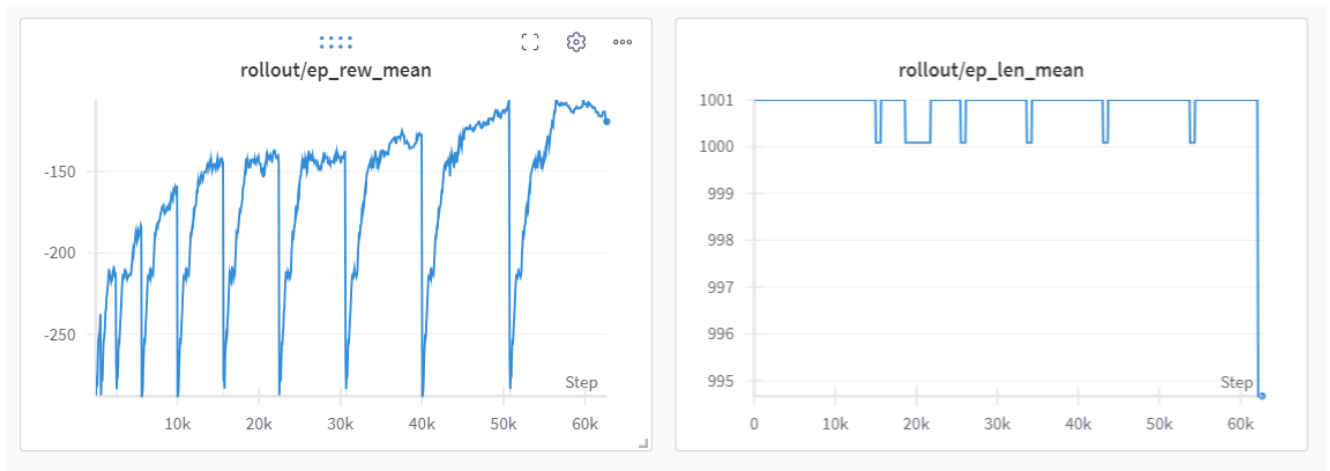 rollout/ep_rew_mean
-150
-200
-250
Step
10k 20k 30k 40k 50k 60k
rollout/ep_len_mean
1001
1000
999
998
997
996
995
Step
0 10k 20k 30k 40k 50k 60k